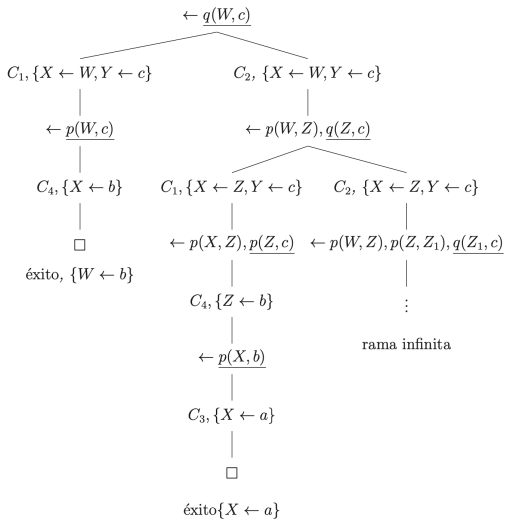 ← q(W, c)
C₁, {X ← W, Y ← c} C₂, {X ← W, Y ← c}
← p(W, c) ← p(W, Z), q(Z, c)
C₄, {X ← b} C₁, {X ← Z, Y ← c} C₂, {X ← Z, Y ← c}
□ ← p(X, Z), p(Z, c) ← p(W, Z), p(Z, Z₁), q(Z₁, c)
éxito, {W ← b}
C₄, {Z ← b} ⋮
← p(X, b) rama infinita
C₃, {X ← a}
□
éxito{X ← a}